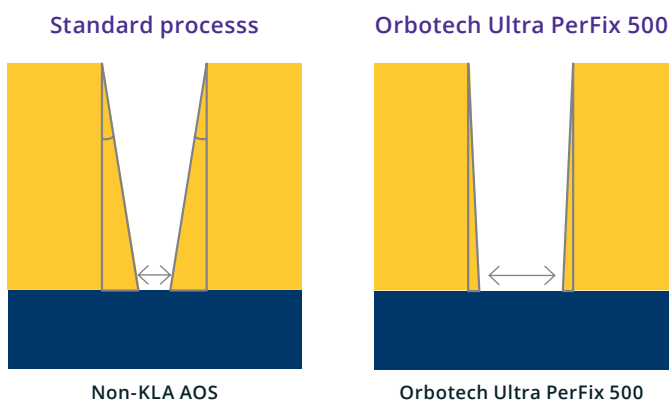 Standard processs
Orbotech Ultra PerFix 500
Non-KLA AOS
Orbotech Ultra PerFix 500